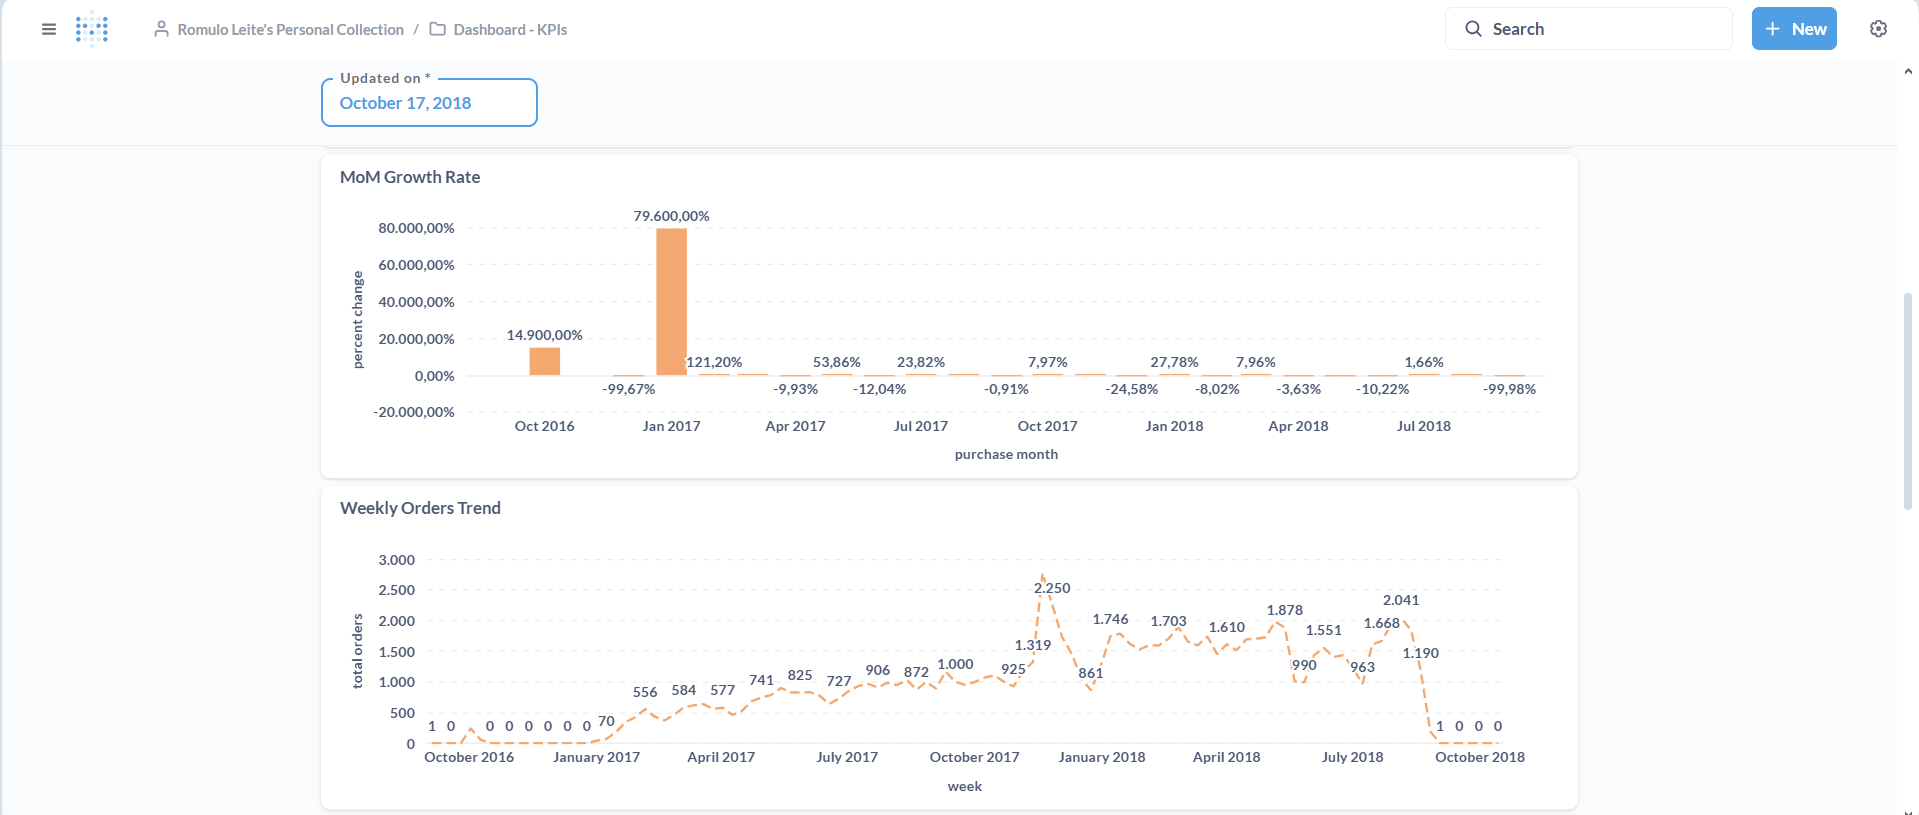 Romulo Leite's Personal Collection / Dashboard - KPIs
Search
New
Updated on *
October 17, 2018
MoM Growth Rate
79.600,00%
80.000,00%
60.000,00%
40.000,00%
14.900,00%
20.000,00%
121,20% 53,86% 23,82% 7,97% 27,78% 7,96% 1,66%
0,00%
-99,67% -9,93% -12,04% -0,91% -24,58% -8,02% -3,63% -10,22% -99,98%
-20.000,00%
percent change
Oct 2016 Jan 2017 Apr 2017 Jul 2017 Oct 2017 Jan 2018 Apr 2018 Jul 2018
purchase month
Weekly Orders Trend
3.000
2.500
2.000
1.500
1.000
500
0
total orders
1 0 0 0 0 0 0 0 70 556 584 577 741 825 727 906 872 1.000 925 1.319 2.250 861 1.746 1.703 1.610 1.878 990 1.551 963 1.668 2.041 1.190 1 0 0 0
October 2016 January 2017 April 2017 July 2017 October 2017 January 2018 April 2018 July 2018 October 2018
week